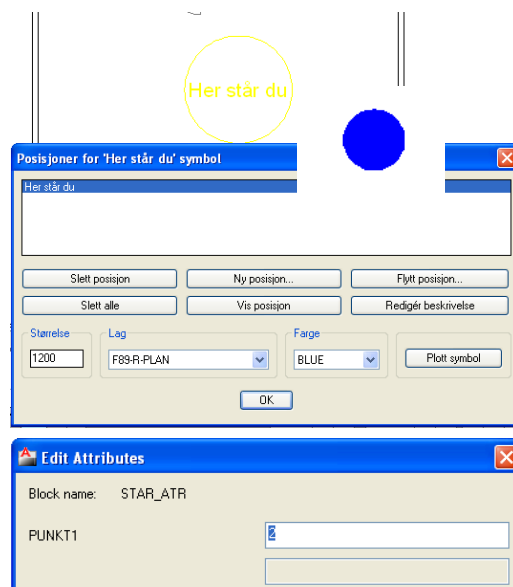 Her står du
Posisjoner for 'Her står du' symbol
Her står du
Slett posisjon Ny posisjon... Flytt posisjon...
Slett alle Vis posisjon Redigér beskrivelse
Størrelse Lag Farge
1200 F89-R-PLAN BLUE Plott symbol
OK
Edit Attributes
Block name: STAR_ATR
PUNKT1 2